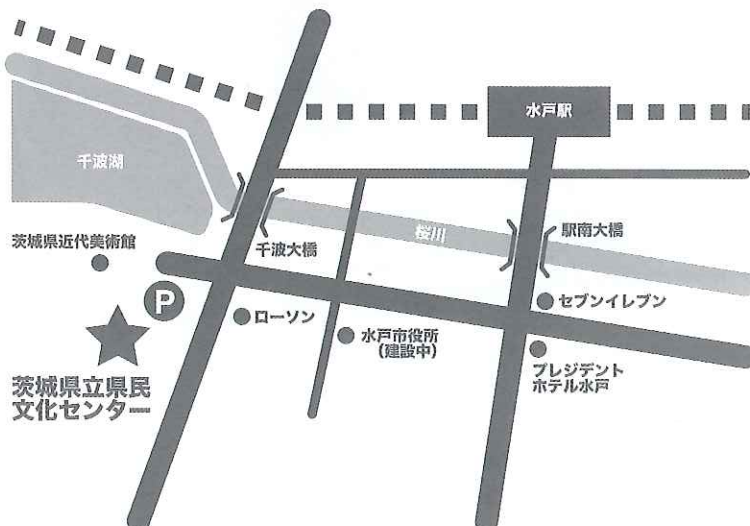 水戸駅
千波湖
桜川
駅南大橋
千波大橋
茨城県近代美術館
P
セブンイレブン
ローソン
水戸市役所
(建設中)
プレジデント
ホテル水戸
茨城県立県民
文化センター